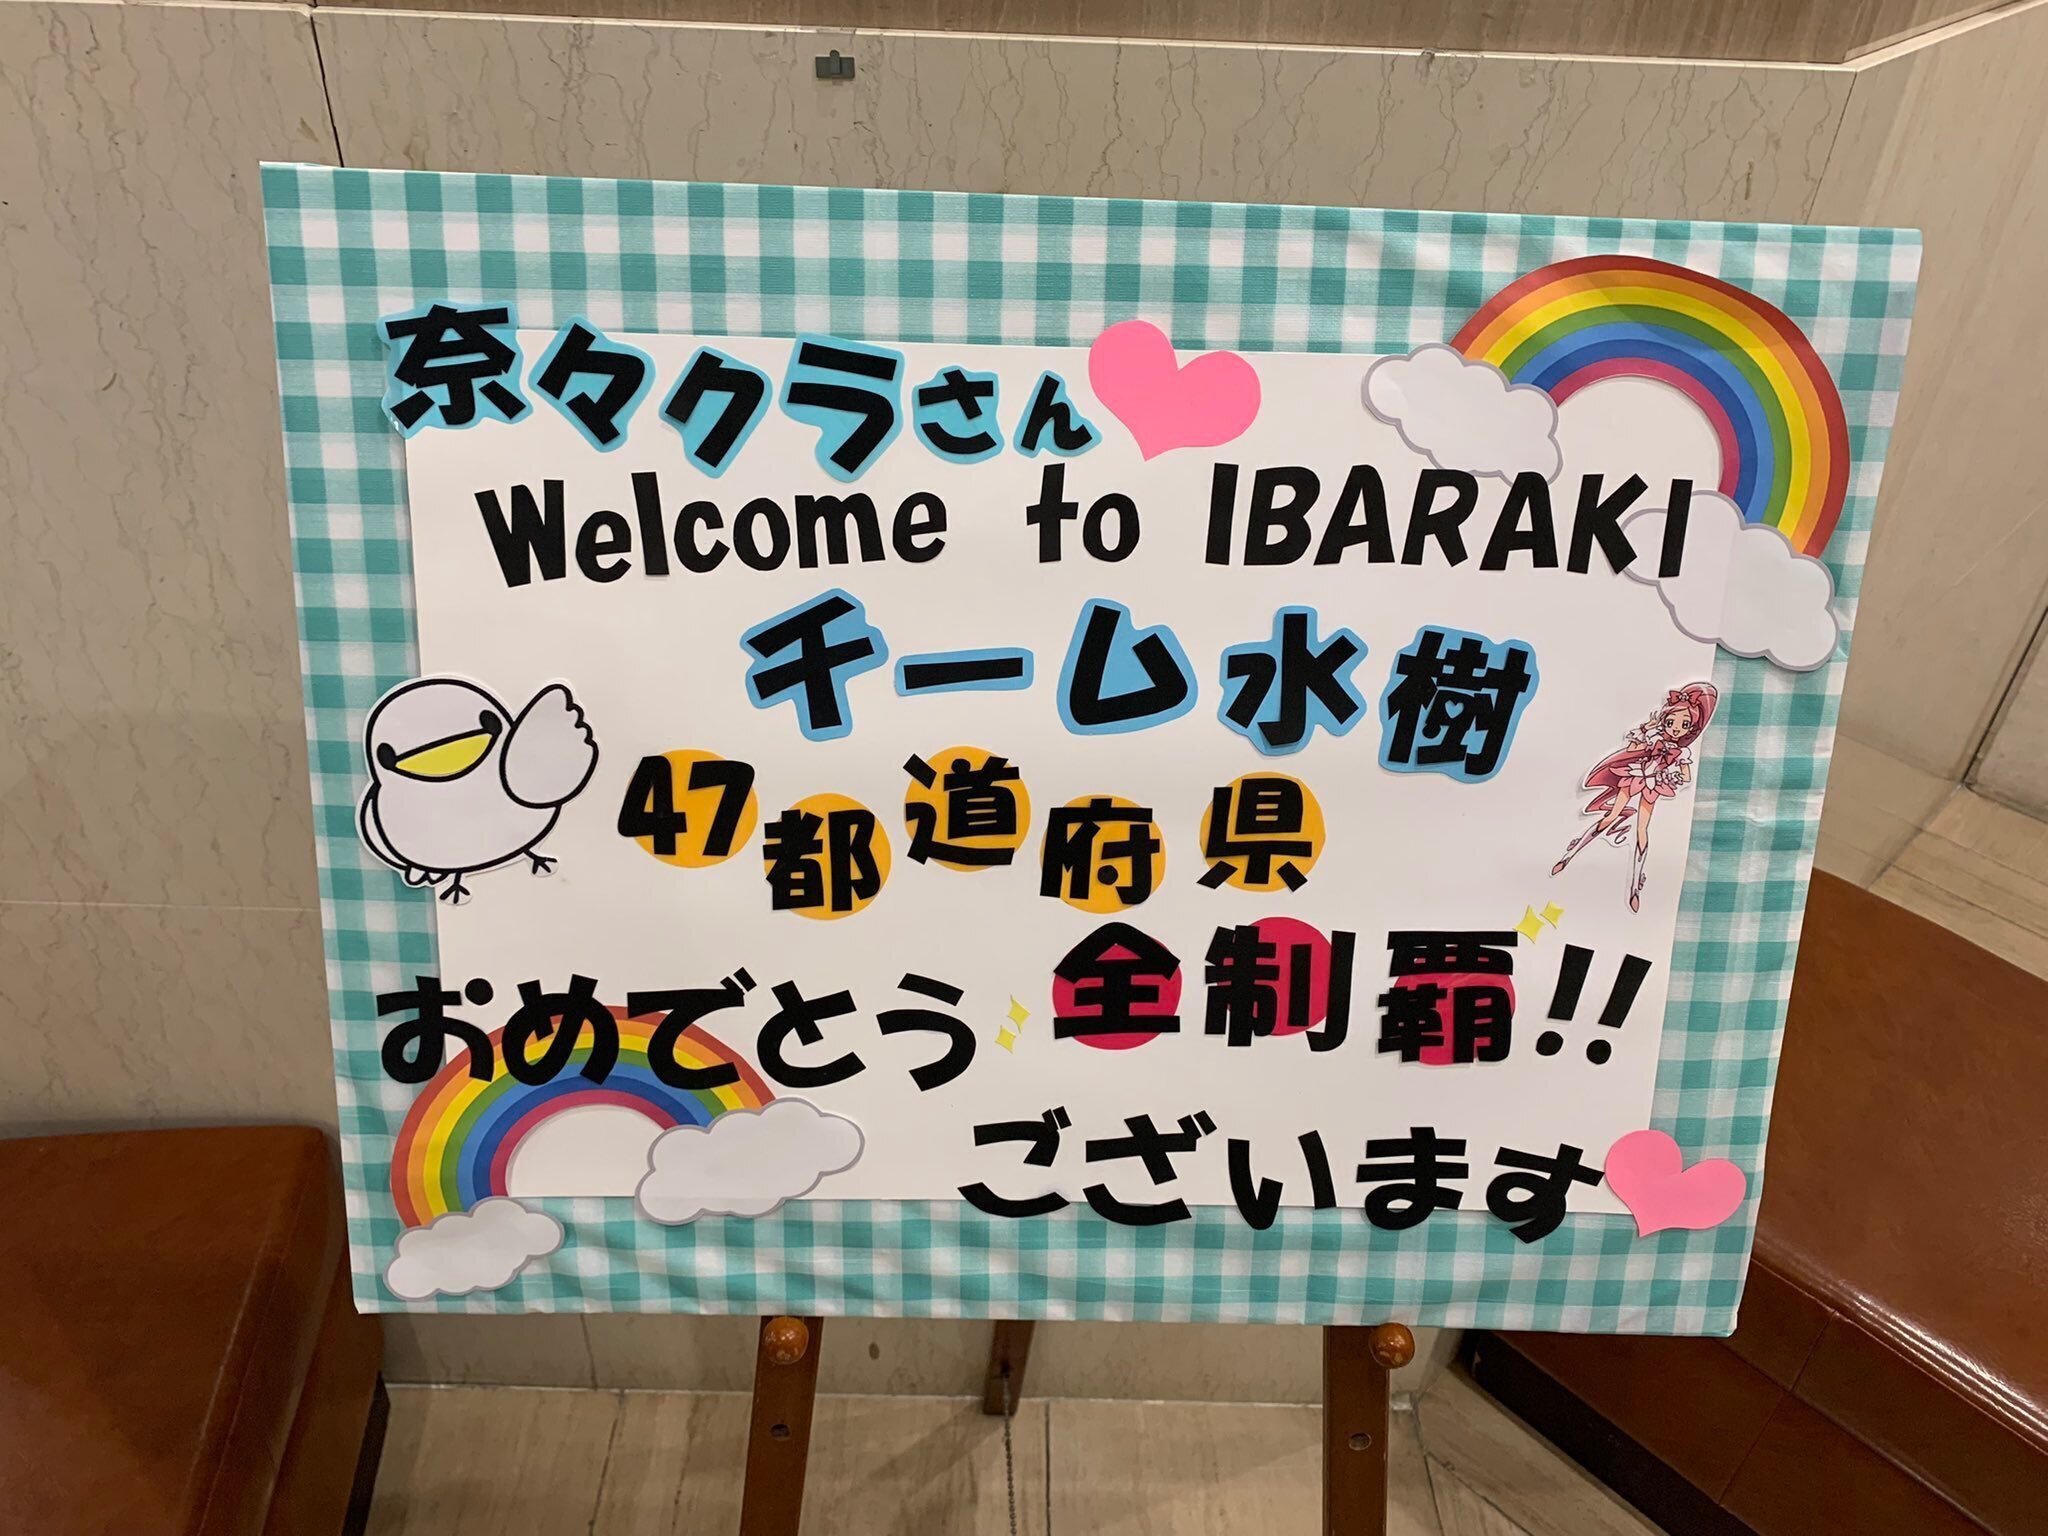 奈々クラさん
Welcome to IBARAKI
チーム水樹
47都道府県
全制覇!!
おめでとう
ございます